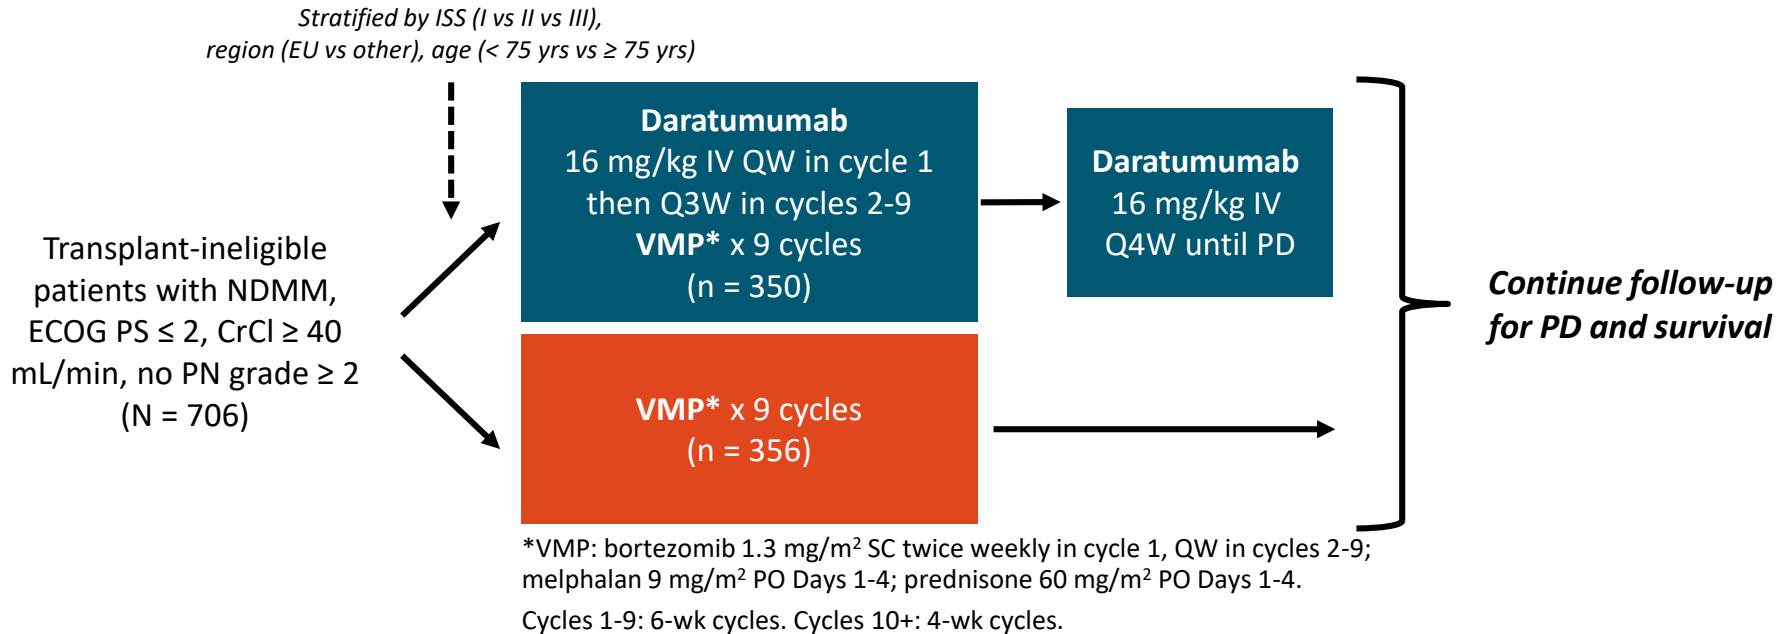 Stratified by ISS (I vs II vs III),
region (EU vs other), age (< 75 yrs vs ≥ 75 yrs)
Transplant-ineligible
patients with NDMM,
ECOG PS ≤ 2, CrCl ≥ 40
mL/min, no PN grade ≥ 2
(N = 706)
Daratumumab
16 mg/kg IV QW in cycle 1
then Q3W in cycles 2-9
VMP* x 9 cycles
(n = 350)
Daratumumab
16 mg/kg IV
Q4W until PD
VMP* x 9 cycles
(n = 356)
Continue follow-up
for PD and survival
*VMP: bortezomib 1.3 mg/m² SC twice weekly in cycle 1, QW in cycles 2-9;
melphalan 9 mg/m² PO Days 1-4; prednisone 60 mg/m² PO Days 1-4.
Cycles 1-9: 6-wk cycles. Cycles 10+: 4-wk cycles.